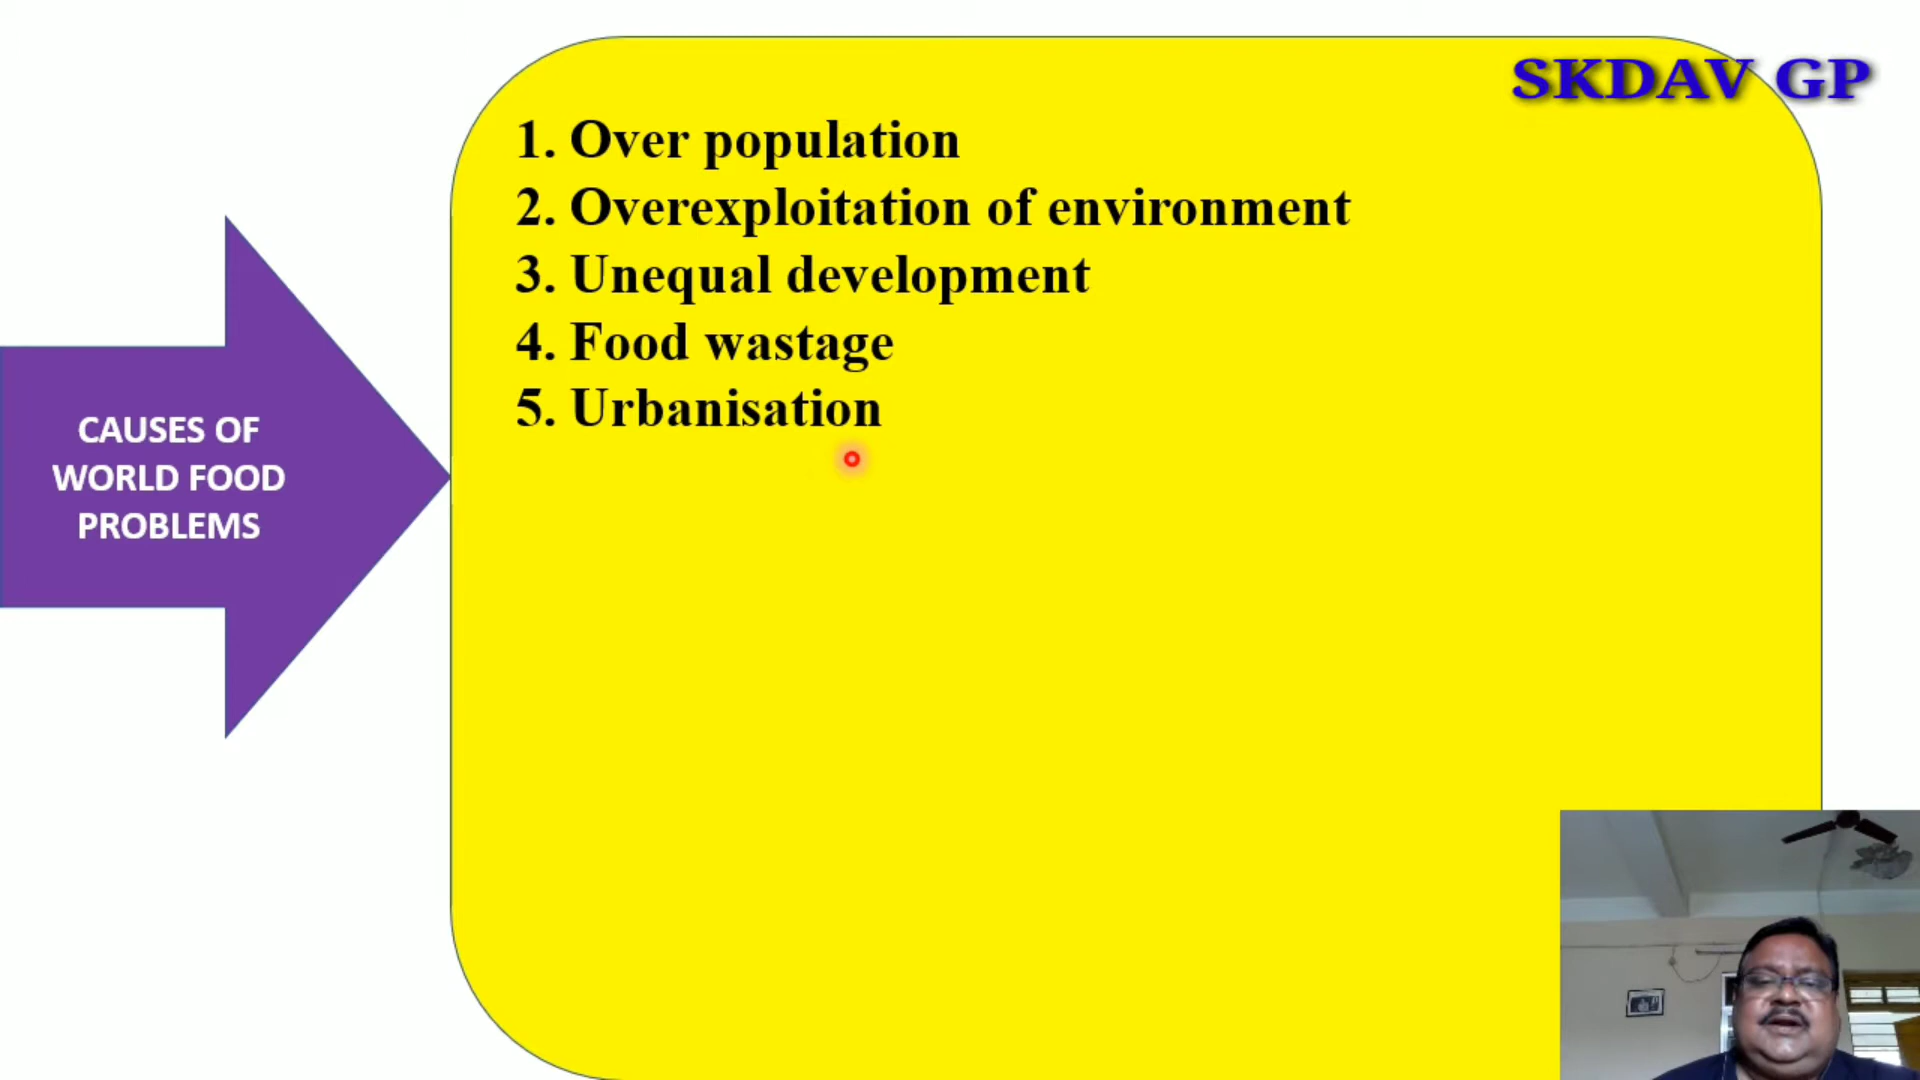 SKDAV GP
1. Over population
2. Overexploitation of environment
3. Unequal development
4. Food wastage
5. Urbanisation
CAUSES OF
WORLD FOOD
PROBLEMS